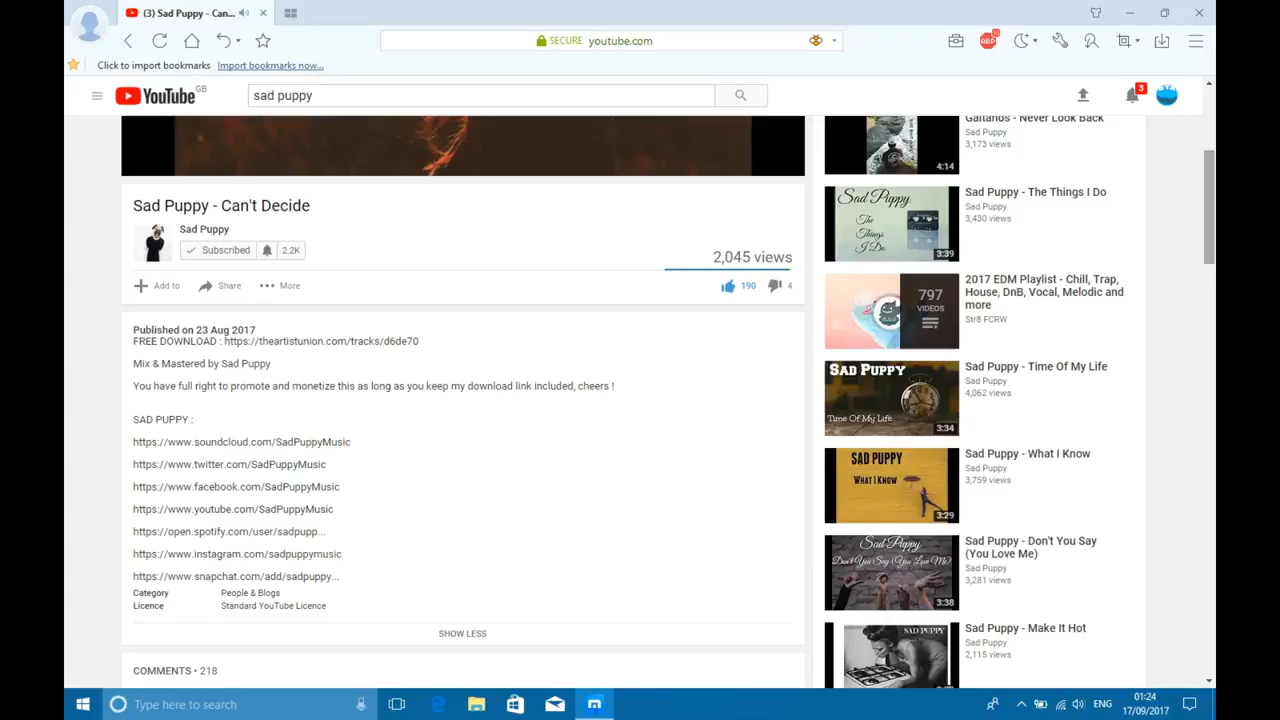 (3) Sad Puppy - Can...
SECURE youtube.com
Click to import bookmarks Import bookmarks now...
YouTube GB
sad puppy
3
Sad Puppy - Can't Decide
Sad Puppy
Subscribed 2.2K
2,045 views
Add to Share More
190 4
Published on 23 Aug 2017
FREE DOWNLOAD : https://theartistunion.com/tracks/d6de70
Mix & Mastered by Sad Puppy
You have full right to promote and monetize this as long as you keep my download link included, cheers !
SAD PUPPY :
https://www.soundcloud.com/SadPuppyMusic
https://www.twitter.com/SadPuppyMusic
https://www.facebook.com/SadPuppyMusic
https://www.youtube.com/SadPuppyMusic
https://open.spotify.com/user/sadpupp...
https://www.instagram.com/sadpuppymusic
https://www.snapchat.com/add/sadpuppy...
Category People & Blogs
Licence Standard YouTube Licence
SHOW LESS
COMMENTS • 218
4:14
Galtanos - Never Look Back
Sad Puppy
3,173 views
Sad Puppy
The
Things
I Do
3:39
Sad Puppy - The Things I Do
Sad Puppy
3,430 views
797
VIDEOS
2017 EDM Playlist - Chill, Trap,
House, DnB, Vocal, Melodic and
more
Str8 FCRW
SAD PUPPY
Time Of My Life
3:34
Sad Puppy - Time Of My Life
Sad Puppy
4,062 views
SAD PUPPY
WHAT I KNOW
3:29
Sad Puppy - What I Know
Sad Puppy
3,759 views
Sad Puppy
Don't You Say (You Love Me)
3:38
Sad Puppy - Don't You Say
(You Love Me)
Sad Puppy
3,281 views
SAD PUPPY
Sad Puppy - Make It Hot
Sad Puppy
2,115 views
Type here to search
ENG
01:24
17/09/2017